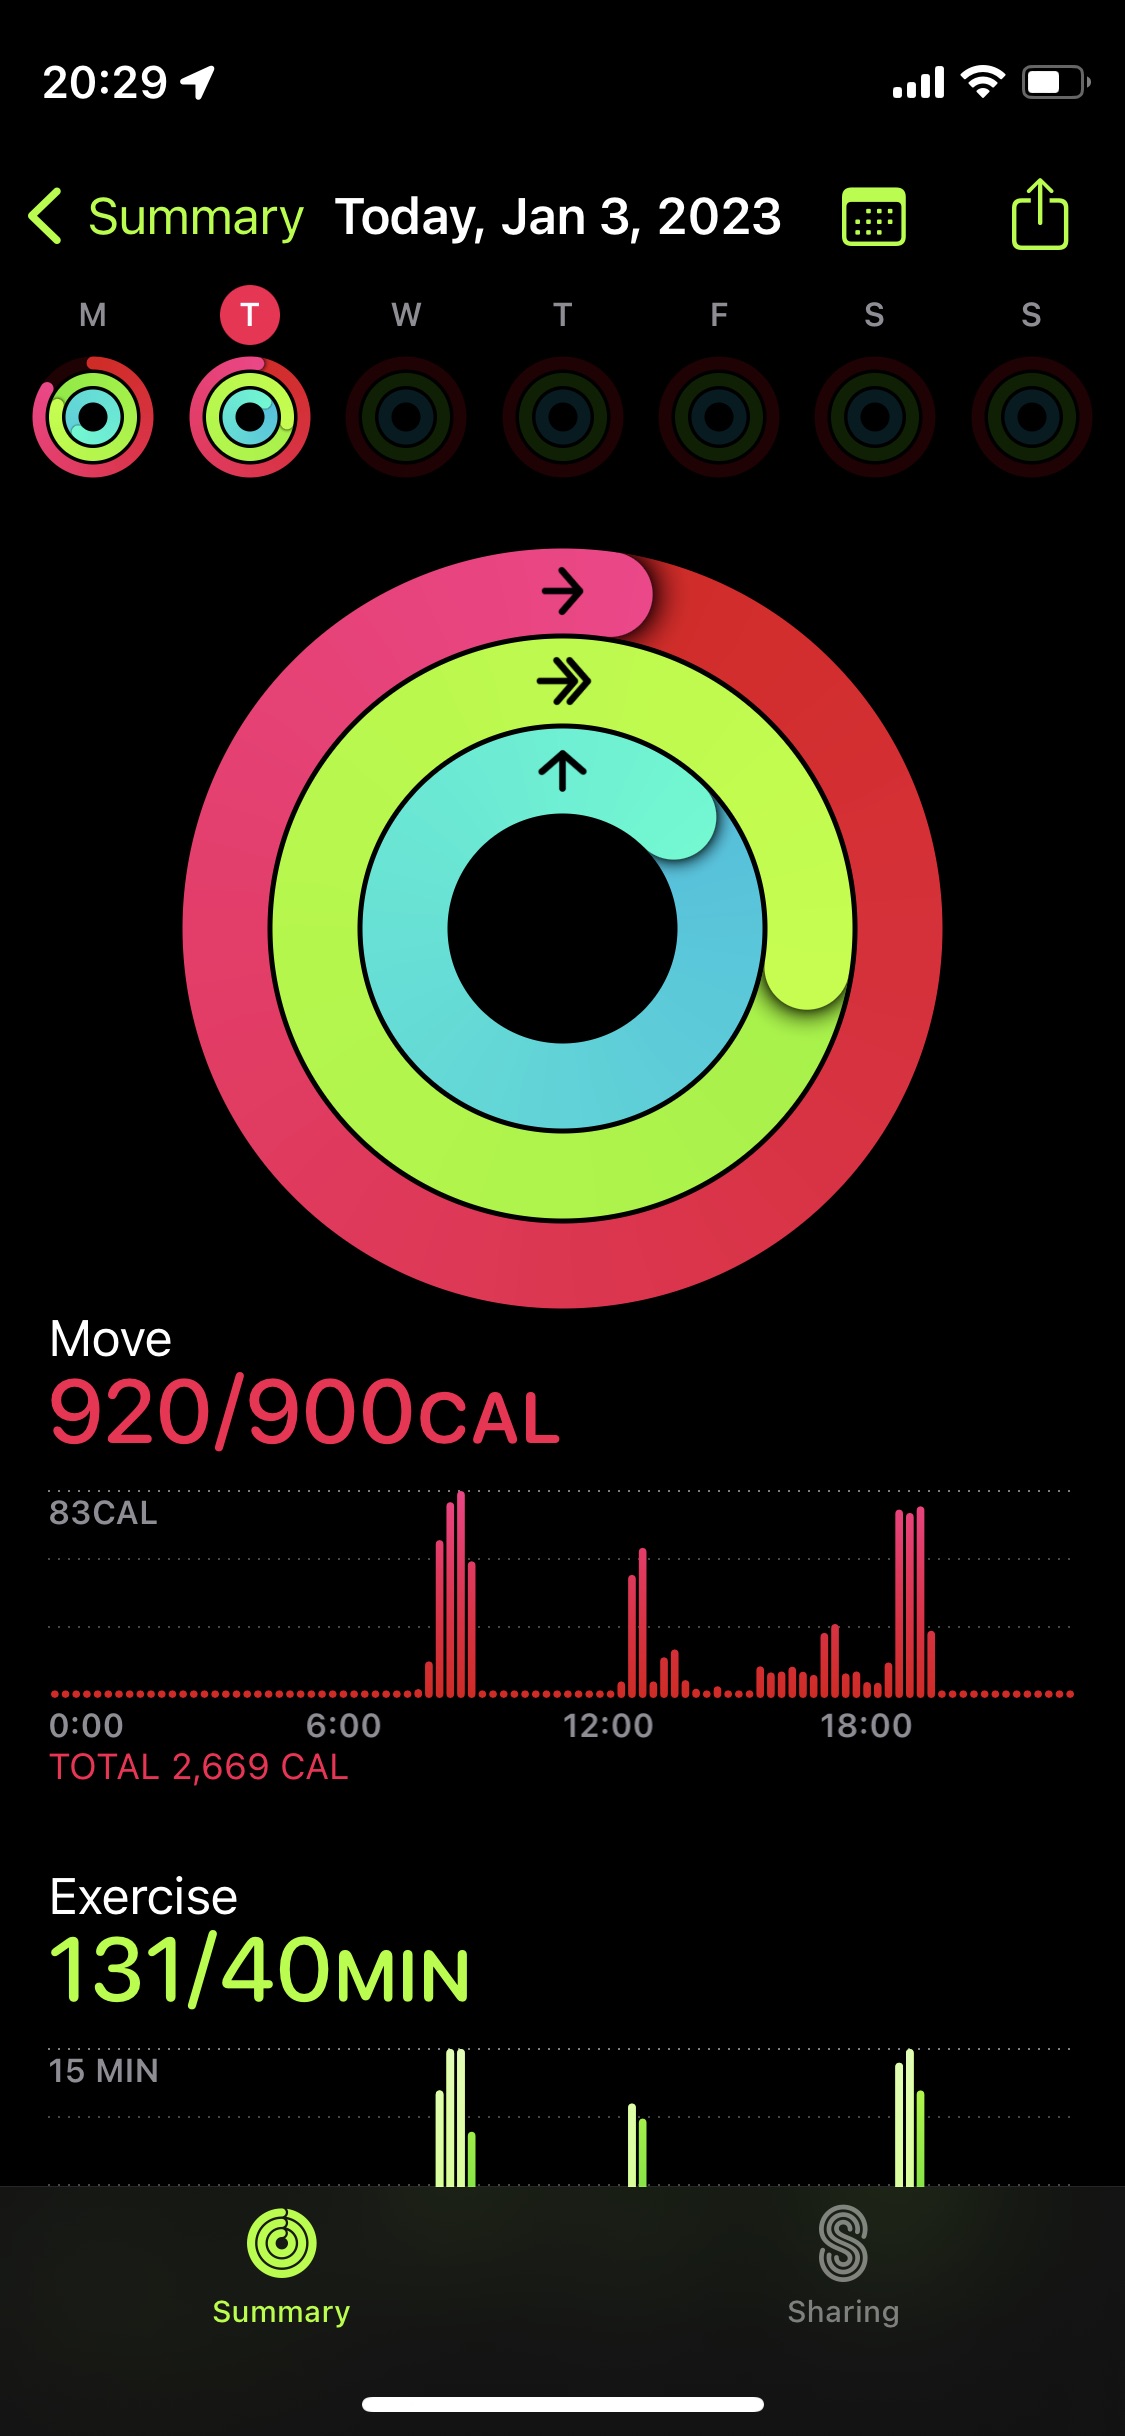 20:29
Summary Today, Jan 3, 2023
M T W T F S S
Move
920/900CAL
83CAL
0:00 6:00 12:00 18:00
TOTAL 2,669 CAL
Exercise
131/40MIN
15 MIN
Summary Sharing